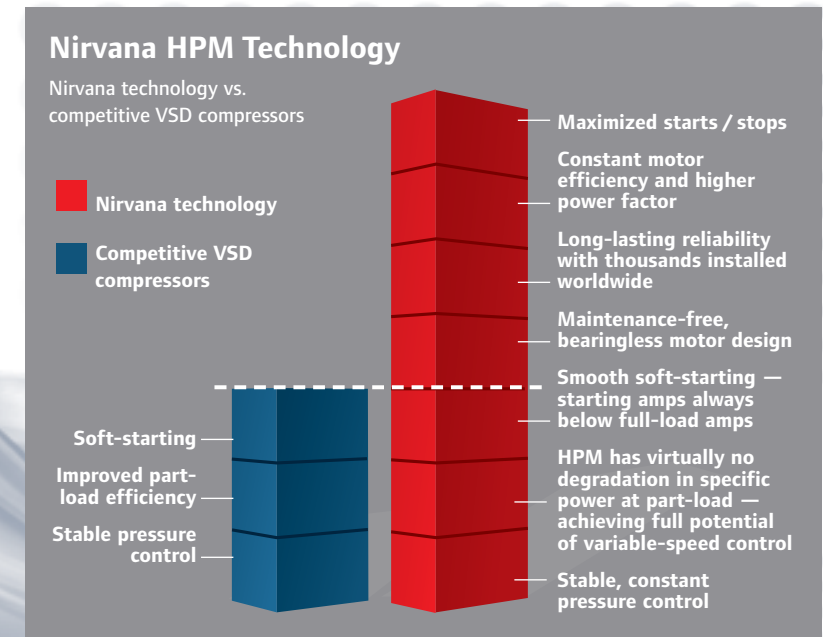 Nirvana HPM Technology
Nirvana technology vs.
competitive VSD compressors
Nirvana technology
Competitive VSD
compressors
Soft-starting
Improved part-
load efficiency
Stable pressure
control
Maximized starts / stops
Constant motor
efficiency and higher
power factor
Long-lasting reliability
with thousands installed
worldwide
Maintenance-free,
bearingless motor design
Smooth soft-starting —
starting amps always
below full-load amps
HPM has virtually no
degradation in specific
power at part-load —
achieving full potential
of variable-speed control
Stable, constant
pressure control